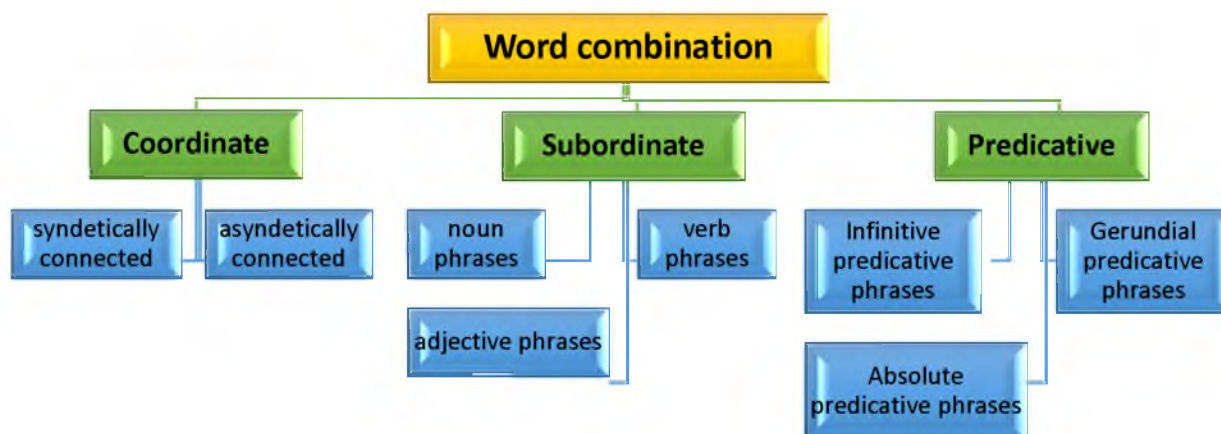 Word combination
Coordinate
Subordinate
Predicative
syndetically
connected
asyndetically
connected
noun
phrases
verb
phrases
adjective phrases
Infinitive
predicative
phrases
Gerundial
predicative
phrases
Absolute
predicative phrases